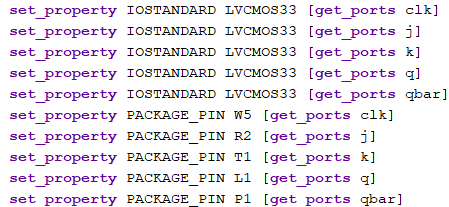 set_property IOSTANDARD LVCMOS33 [get_ports clk]
set_property IOSTANDARD LVCMOS33 [get_ports j]
set_property IOSTANDARD LVCMOS33 [get_ports k]
set_property IOSTANDARD LVCMOS33 [get_ports q]
set_property IOSTANDARD LVCMOS33 [get_ports qbar]
set_property PACKAGE_PIN W5 [get_ports clk]
set_property PACKAGE_PIN R2 [get_ports j]
set_property PACKAGE_PIN T1 [get_ports k]
set_property PACKAGE_PIN L1 [get_ports q]
set_property PACKAGE_PIN P1 [get_ports qbar]